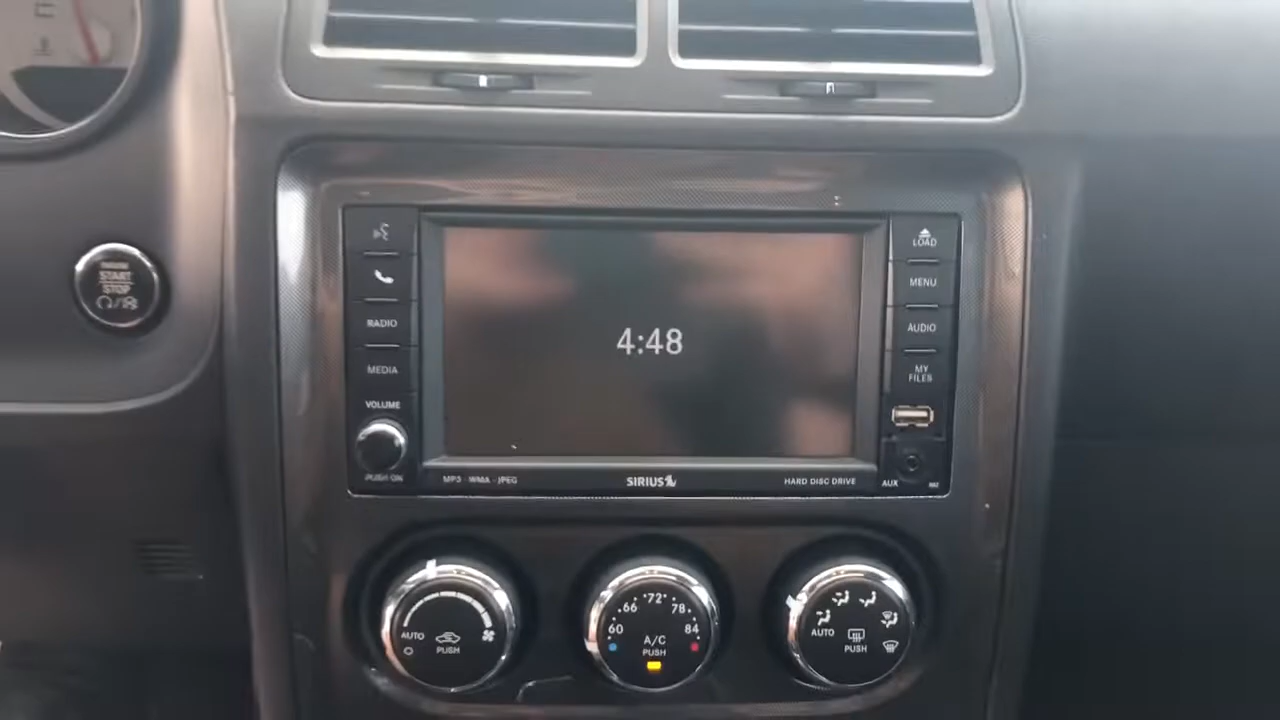 START
STOP
RADIO
MEDIA
VOLUME
PUSH ON
MP3 · WMA · JPEG
4:48
SIRIUS
HARD DISC DRIVE
LOAD
MENU
AUDIO
MY
FILES
AUX
AUTO
PUSH
60
66
72
78
84
A/C
PUSH
AUTO
PUSH